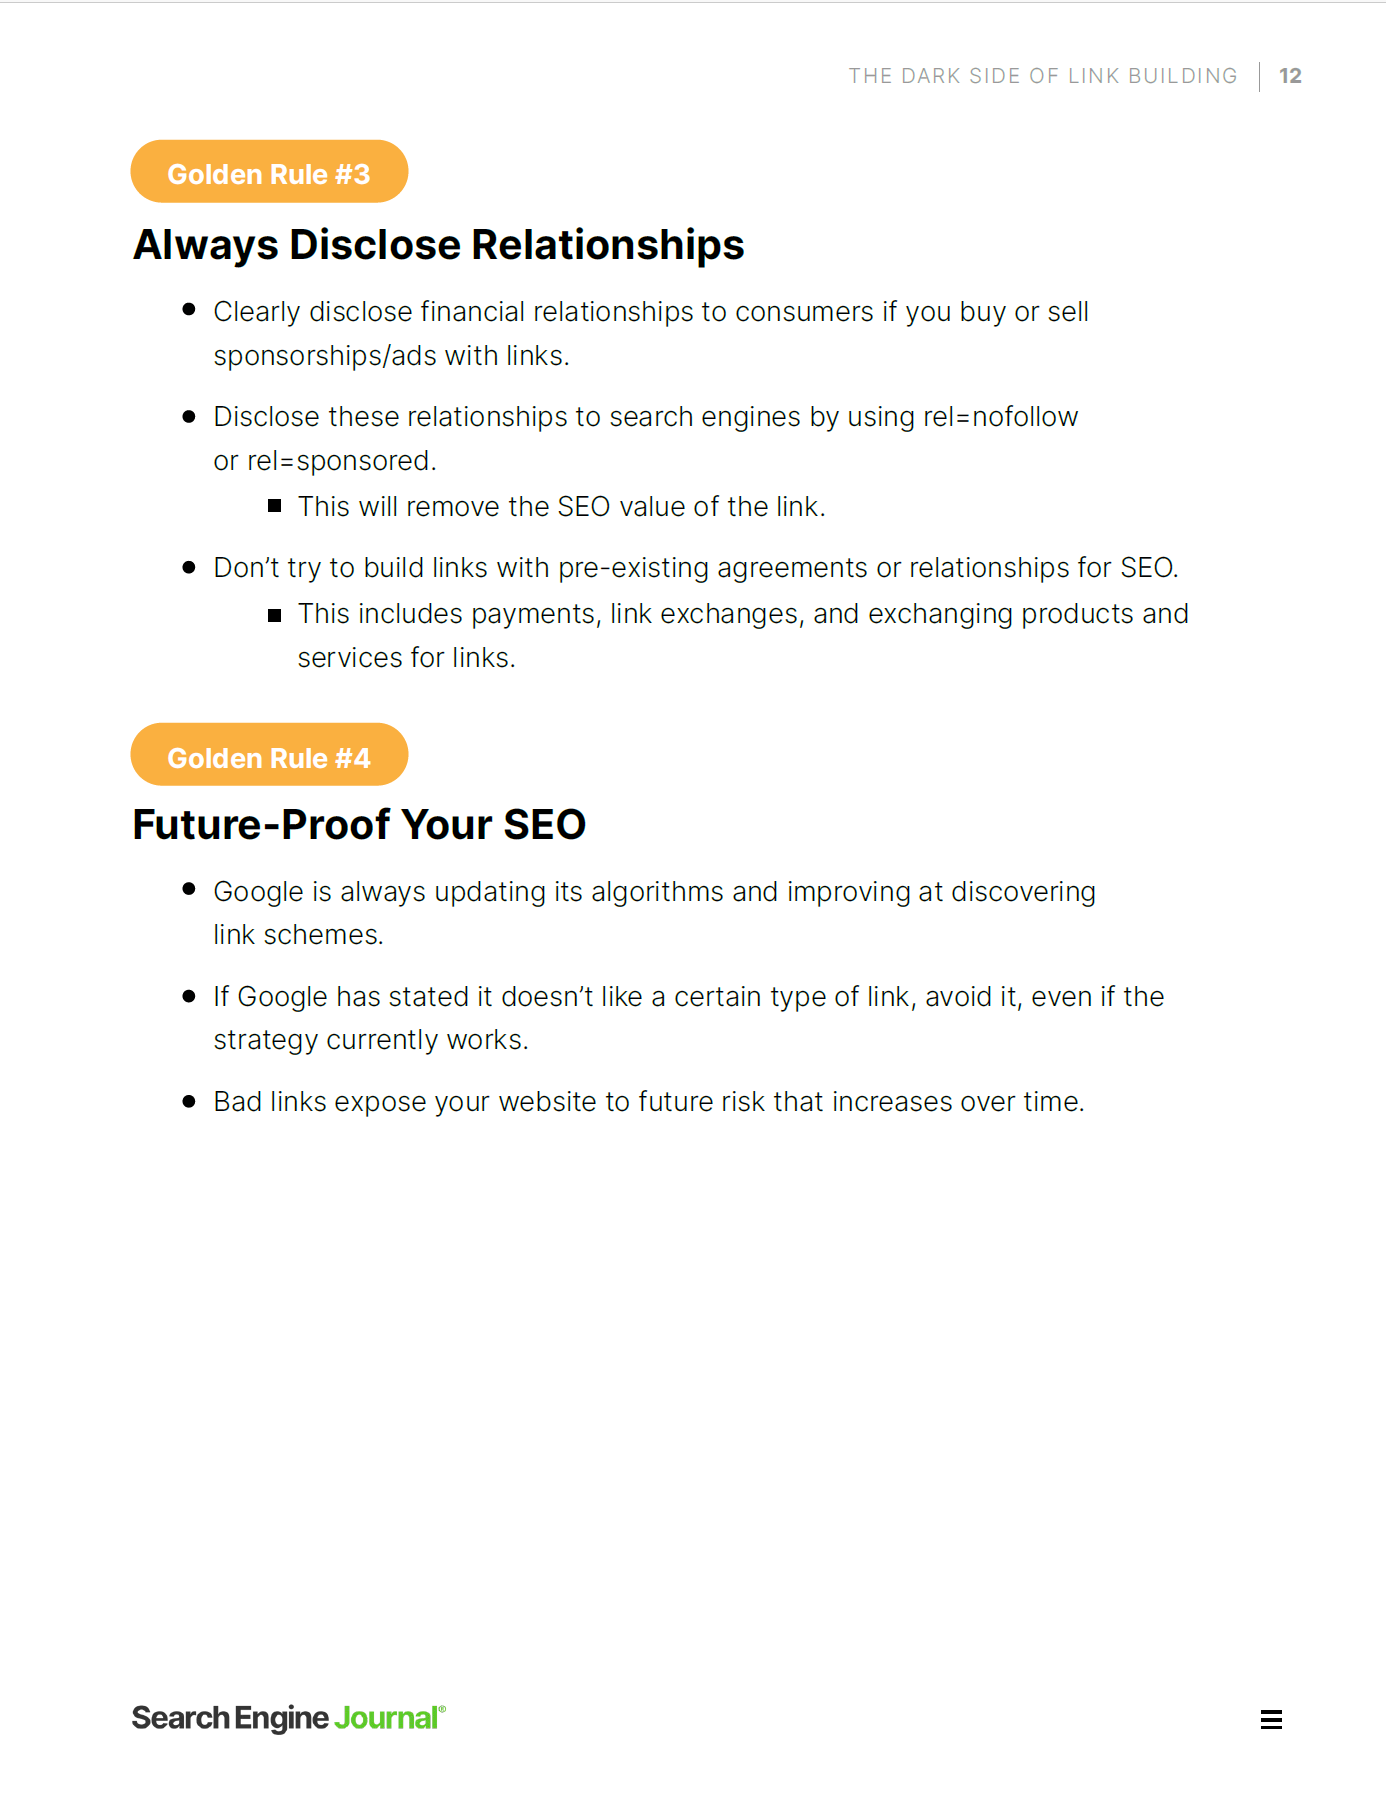 THE DARK SIDE OF LINK BUILDING | 12
Golden Rule #3
Always Disclose Relationships
● Clearly disclose financial relationships to consumers if you buy or sell
sponsorships/ads with links.
● Disclose these relationships to search engines by using rel=nofollow
or rel=sponsored.
■ This will remove the SEO value of the link.
● Don’t try to build links with pre-existing agreements or relationships for SEO.
■ This includes payments, link exchanges, and exchanging products and
services for links.
Golden Rule #4
Future-Proof Your SEO
● Google is always updating its algorithms and improving at discovering
link schemes.
● If Google has stated it doesn’t like a certain type of link, avoid it, even if the
strategy currently works.
● Bad links expose your website to future risk that increases over time.
Search Engine Journal®